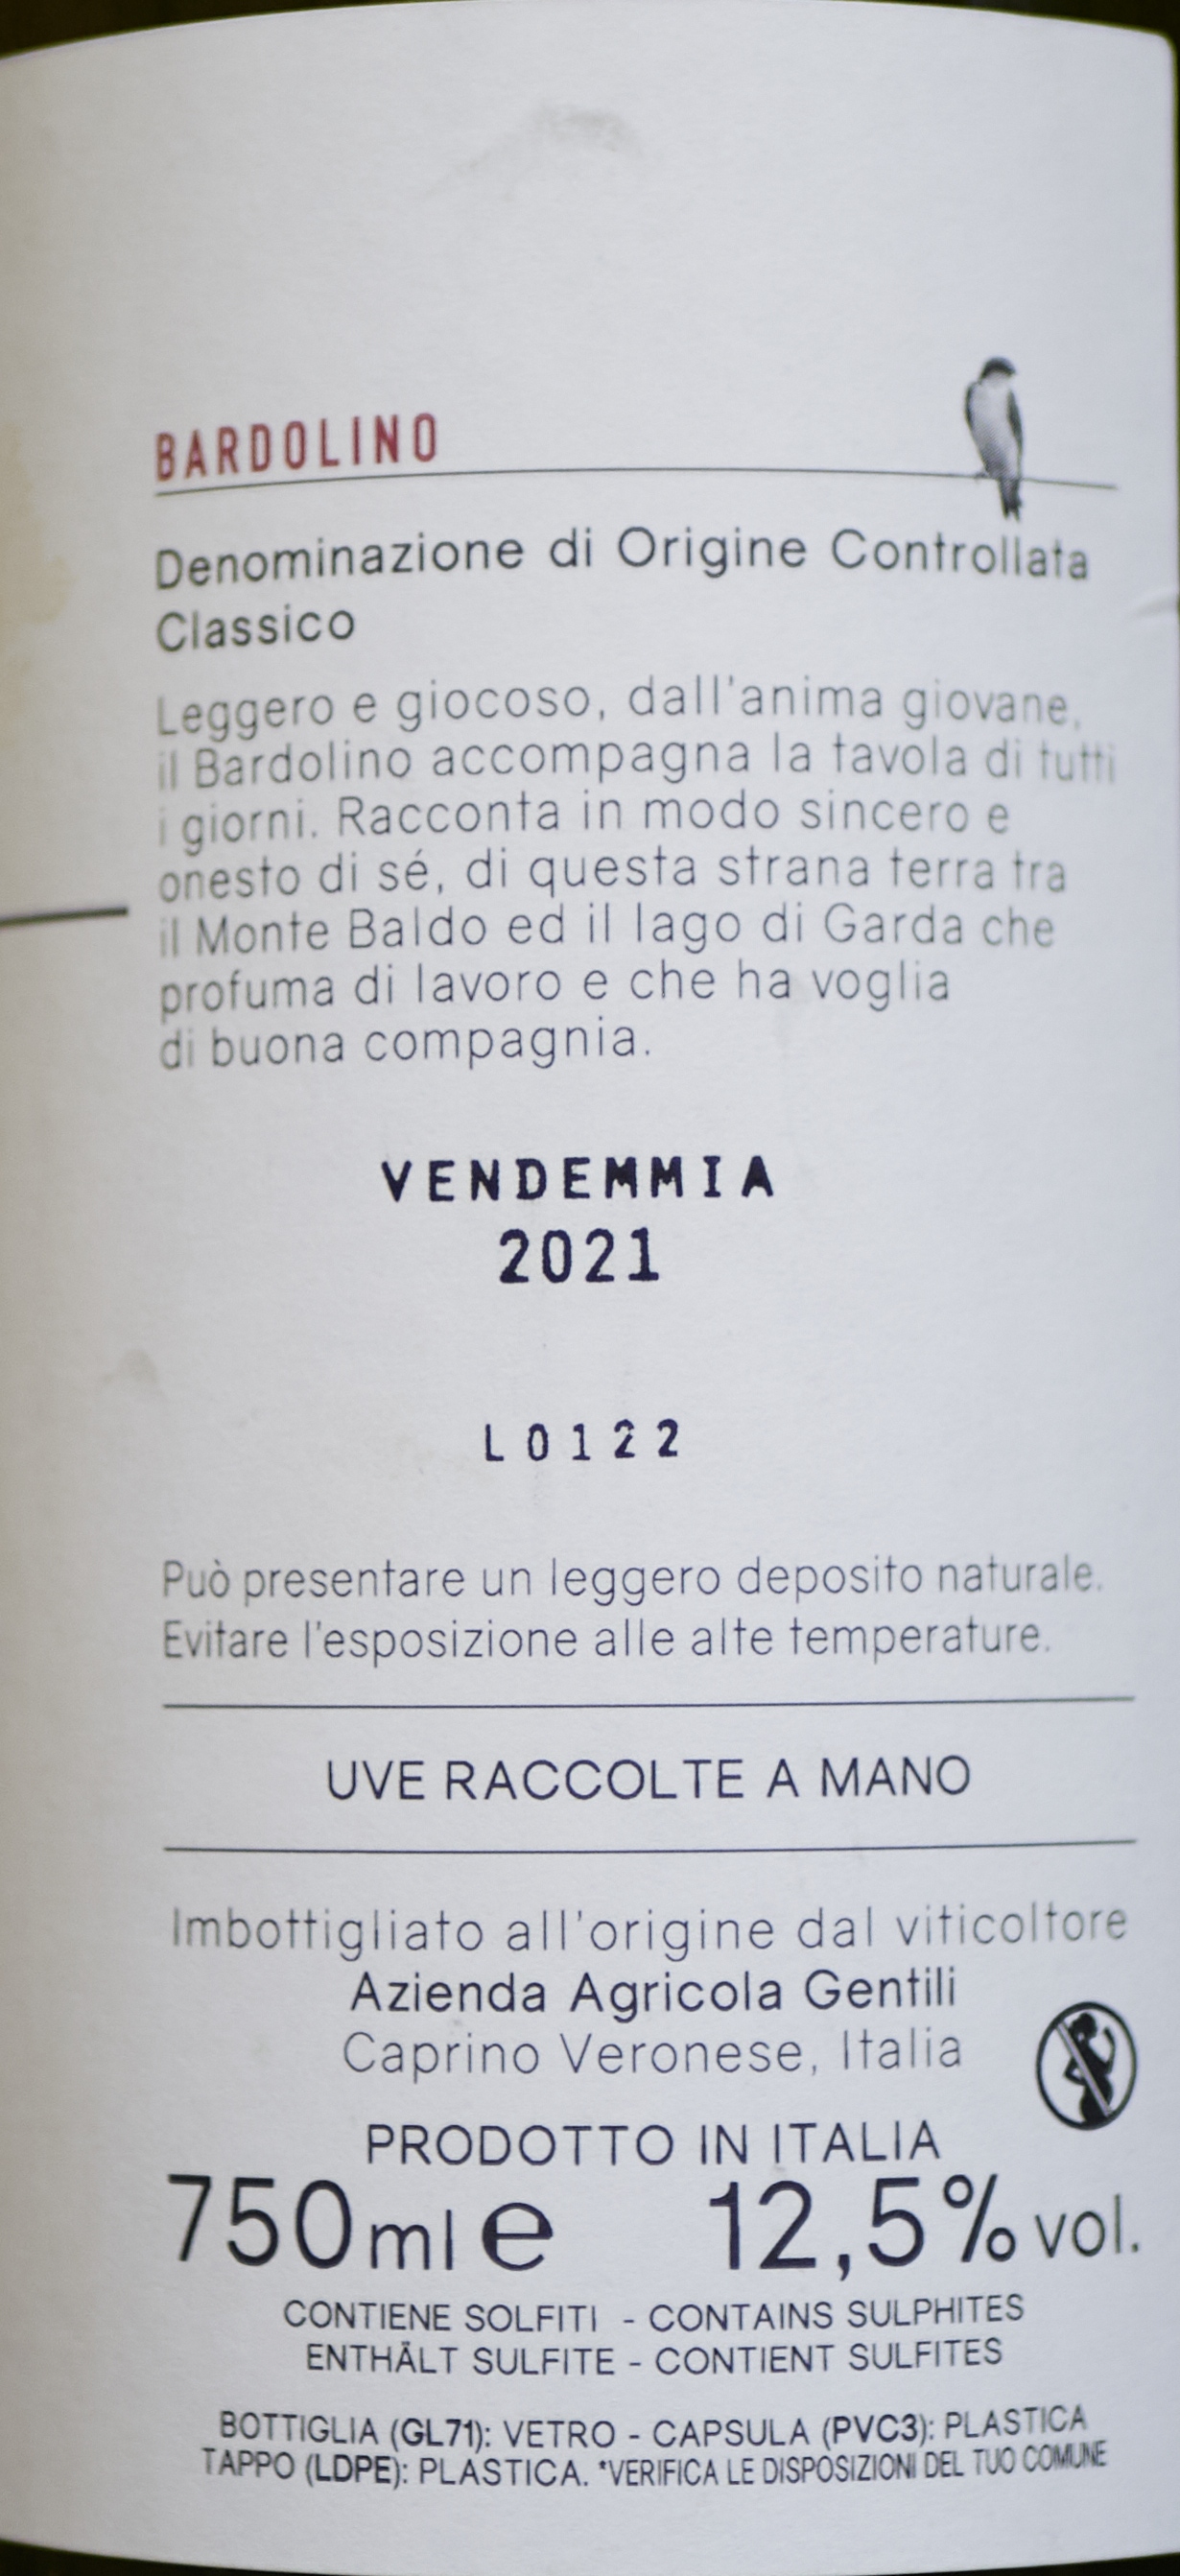 BARDOLINO
Denominazione di Origine Controllata
Classico
Leggero e giocoso, dall'anima giovane,
il Bardolino accompagna la tavola di tutti
i giorni. Racconta in modo sincero e
onesto di sé, di questa strana terra tra
il Monte Baldo ed il lago di Garda che
profuma di lavoro e che ha voglia
di buona compagnia.
VENDEMMIA
2021
L0122
Può presentare un leggero deposito naturale.
Evitare l'esposizione alle alte temperature.
UVE RACCOLTE A MANO
Imbottigliato all'origine dal viticoltore
Azienda Agricola Gentili
Caprino Veronese, Italia
PRODOTTO IN ITALIA
750ml e 12,5% vol.
CONTIENE SOLFITI - CONTAINS SULPHITES
ENTHÄLT SULFITE - CONTIENT SULFITES
BOTTIGLIA (GL71): VETRO - CAPSULA (PVC3): PLASTICA
TAPPO (LDPE): PLASTICA. *VERIFICA LE DISPOSIZIONI DEL TUO COMUNE